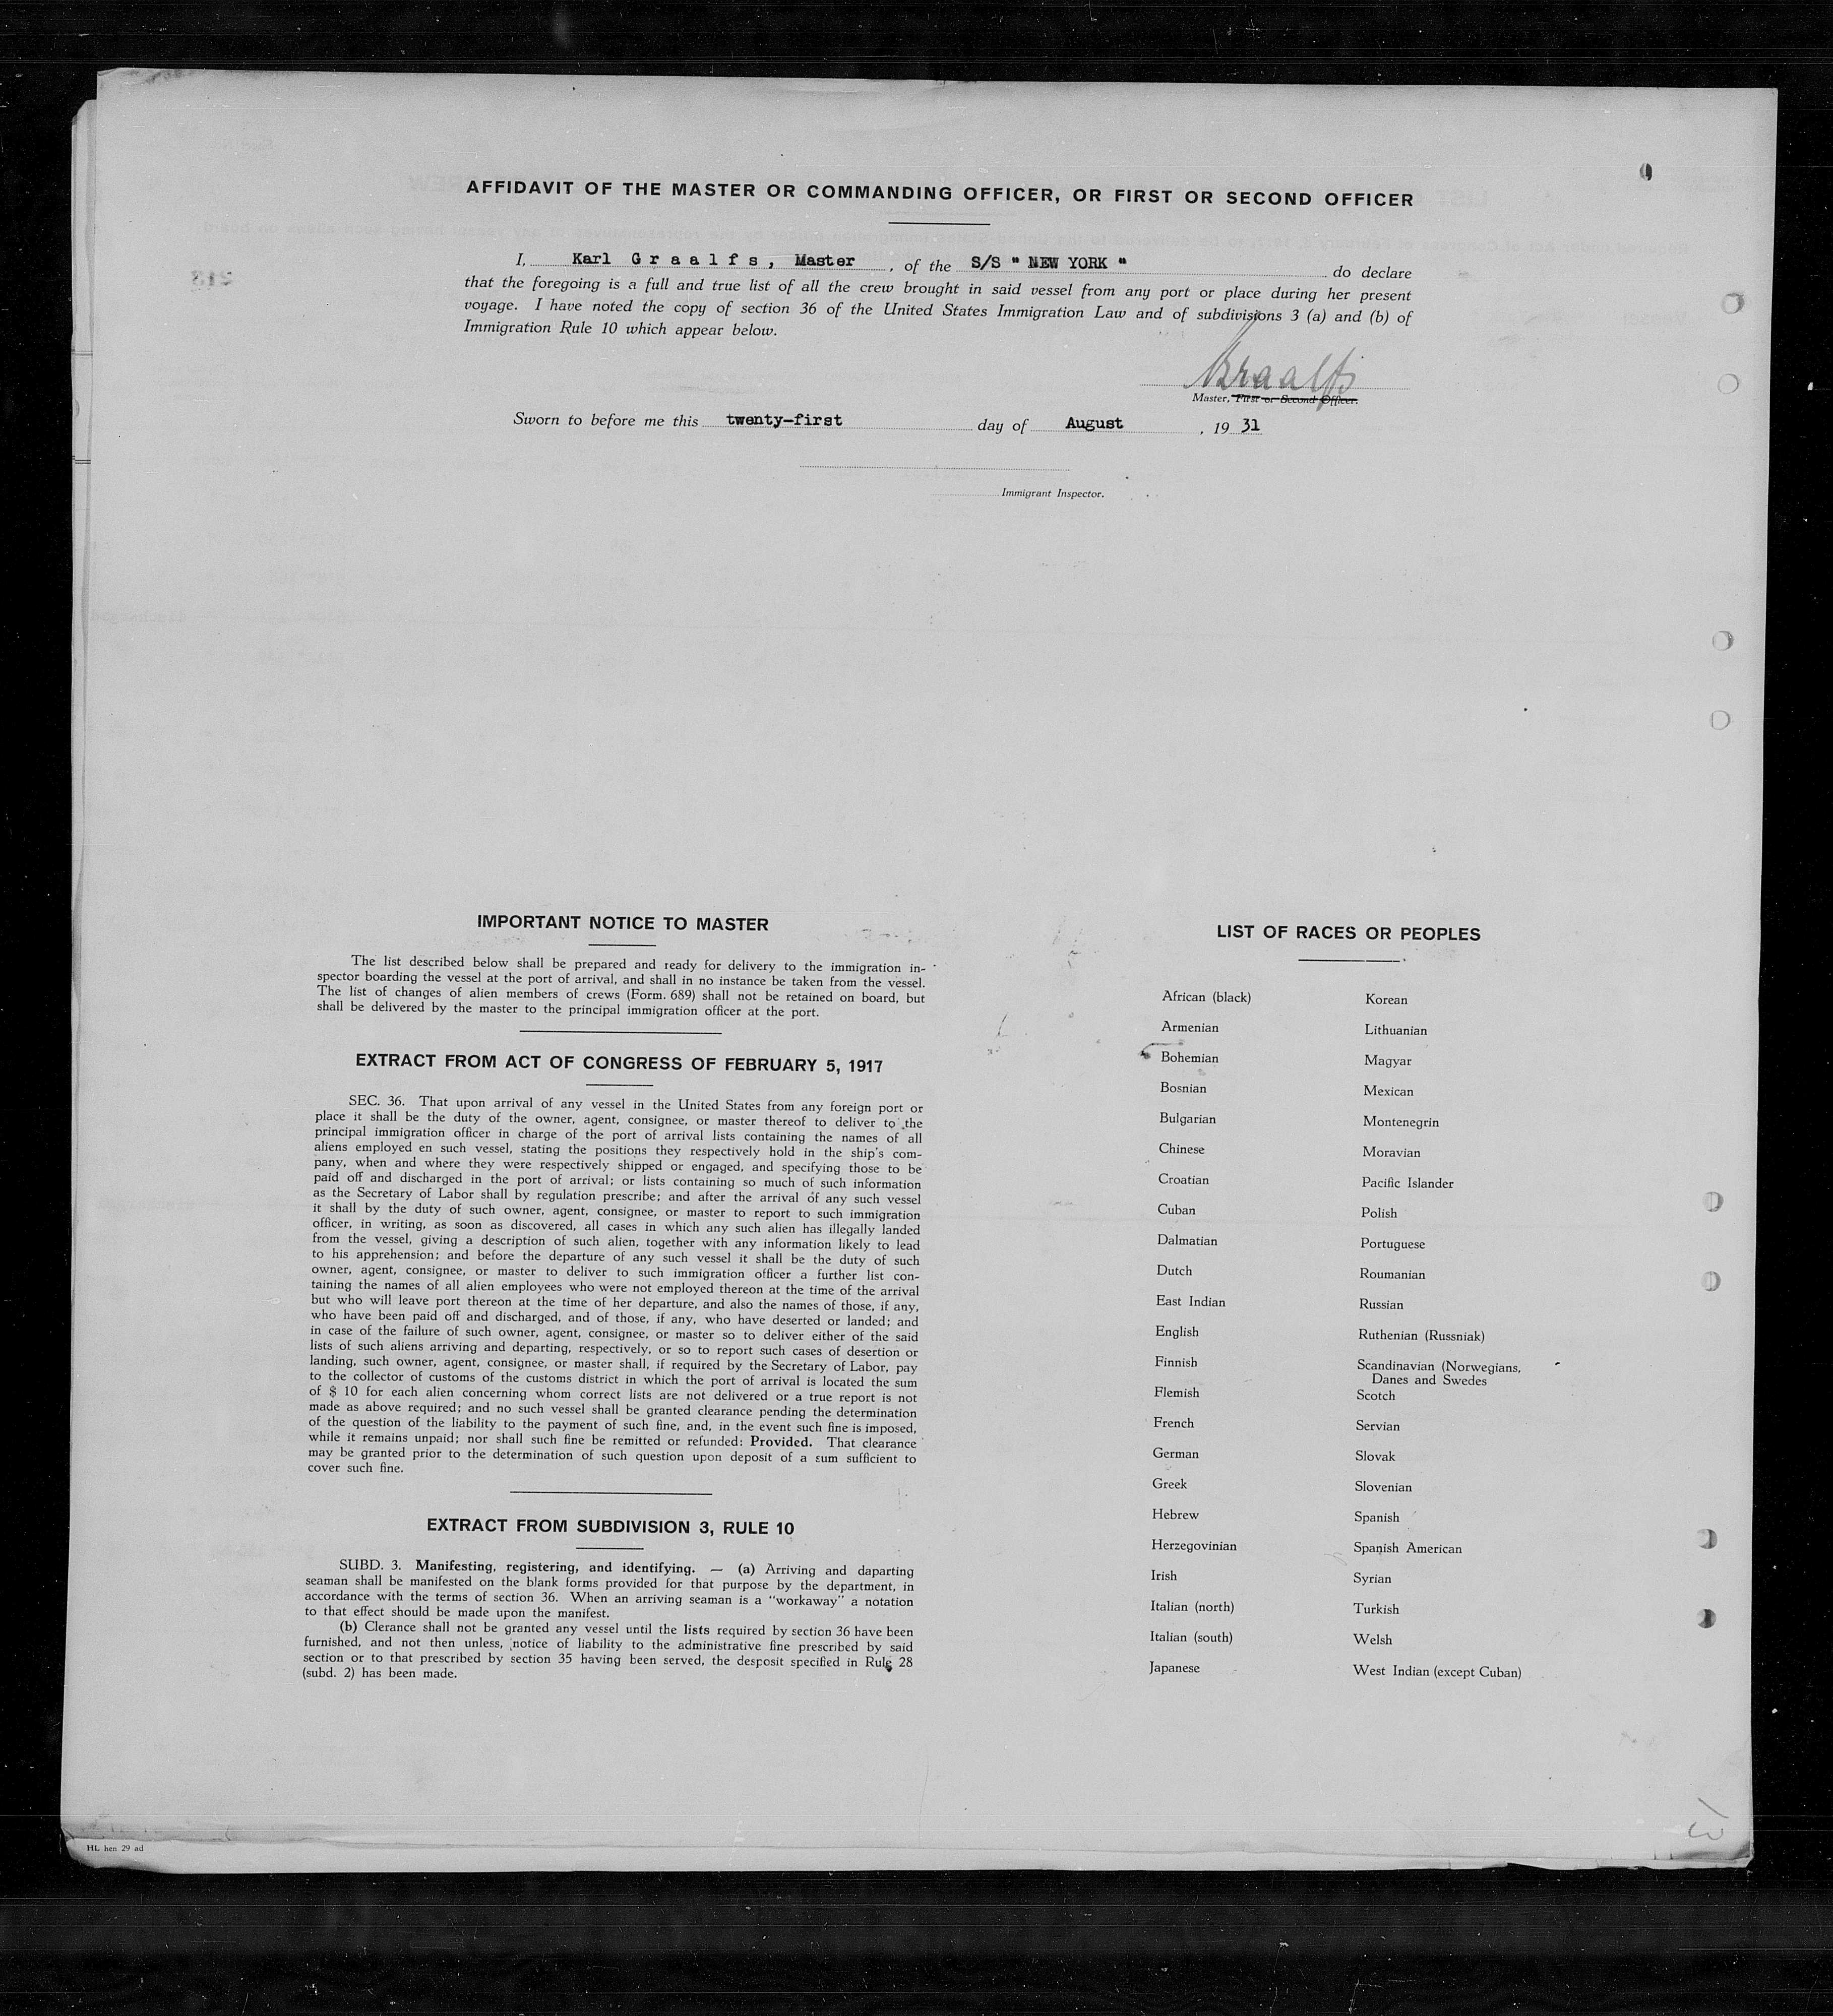 AFFIDAVIT OF THE MASTER OR COMMANDING OFFICER, OR FIRST OR SECOND OFFICER
I, Karl G r a a l f s , Master , of the S/S " NEW YORK " do declare
that the foregoing is a full and true list of all the crew brought in said vessel from any port or place during her present
voyage. I have noted the copy of section 36 of the United States Immigration Law and of subdivisions 3 (a) and (b) of
Immigration Rule 10 which appear below.
Graalfs
Master, First or Second Officer.
Sworn to before me this twenty-first day of August , 19 31
Immigrant Inspector.
IMPORTANT NOTICE TO MASTER
The list described below shall be prepared and ready for delivery to the immigration in-
spector boarding the vessel at the port of arrival, and shall in no instance be taken from the vessel.
The list of changes of alien members of crews (Form. 689) shall not be retained on board, but
shall be delivered by the master to the principal immigration officer at the port.
EXTRACT FROM ACT OF CONGRESS OF FEBRUARY 5, 1917
SEC. 36. That upon arrival of any vessel in the United States from any foreign port or
place it shall be the duty of the owner, agent, consignee, or master thereof to deliver to the
principal immigration officer in charge of the port of arrival lists containing the names of all
aliens employed en such vessel, stating the positions they respectively hold in the ship's com-
pany, when and where they were respectively shipped or engaged, and specifying those to be
paid off and discharged in the port of arrival; or lists containing so much of such information
as the Secretary of Labor shall by regulation prescribe; and after the arrival of any such vessel
it shall by the duty of such owner, agent, consignee, or master to report to such immigration
officer, in writing, as soon as discovered, all cases in which any such alien has illegally landed
from the vessel, giving a description of such alien, together with any information likely to lead
to his apprehension; and before the departure of any such vessel it shall be the duty of such
owner, agent, consignee, or master to deliver to such immigration officer a further list con-
taining the names of all alien employees who were not employed thereon at the time of the arrival
but who will leave port thereon at the time of her departure, and also the names of those, if any,
who have been paid off and discharged, and of those, if any, who have deserted or landed; and
in case of the failure of such owner, agent, consignee, or master so to deliver either of the said
lists of such aliens arriving and departing, respectively, or so to report such cases of desertion or
landing, such owner, agent, consignee, or master shall, if required by the Secretary of Labor, pay
to the collector of customs of the customs district in which the port of arrival is located the sum
of $ 10 for each alien concerning whom correct lists are not delivered or a true report is not
made as above required; and no such vessel shall be granted clearance pending the determination
of the question of the liability to the payment of such fine, and, in the event such fine is imposed,
while it remains unpaid; nor shall such fine be remitted or refunded: Provided. That clearance
may be granted prior to the determination of such question upon deposit of a sum sufficient to
cover such fine.
EXTRACT FROM SUBDIVISION 3, RULE 10
SUBD. 3. Manifesting, registering, and identifying. — (a) Arriving and daparting
seaman shall be manifested on the blank forms provided for that purpose by the department, in
accordance with the terms of section 36. When an arriving seaman is a "workaway" a notation
to that effect should be made upon the manifest.
(b) Clerance shall not be granted any vessel until the lists required by section 36 have been
furnished, and not then unless, notice of liability to the administrative fine prescribed by said
section or to that prescribed by section 35 having been served, the desposit specified in Rule 28
(subd. 2) has been made.
LIST OF RACES OR PEOPLES
African (black)
Armenian
Bohemian
Bosnian
Bulgarian
Chinese
Croatian
Cuban
Dalmatian
Dutch
East Indian
English
Finnish
Flemish
French
German
Greek
Hebrew
Herzegovinian
Irish
Italian (north)
Italian (south)
Japanese
Korean
Lithuanian
Magyar
Mexican
Montenegrin
Moravian
Pacific Islander
Polish
Portuguese
Roumanian
Russian
Ruthenian (Russniak)
Scandinavian (Norwegians,
Danes and Swedes
Scotch
Servian
Slovak
Slovenian
Spanish
Spanish American
Syrian
Turkish
Welsh
West Indian (except Cuban)
13
HL hen 29 ad